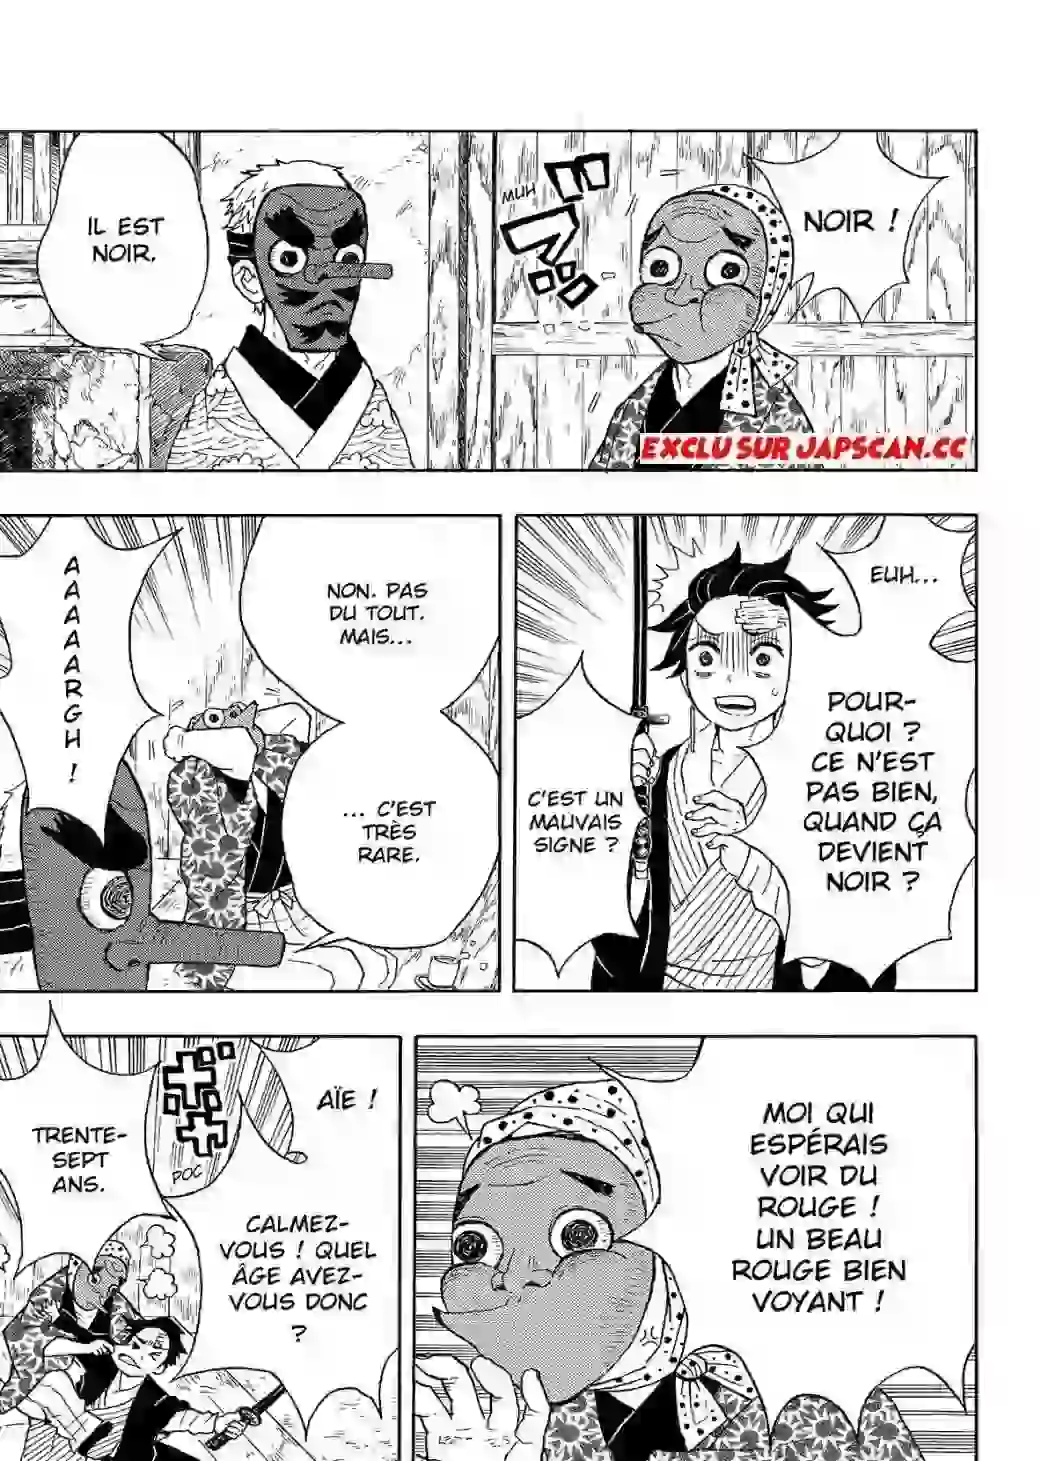 NOIR !
MUH
IL EST
NOIR.
EXCLU SUR JAPSCAN.CC
EUH...
POUR-
QUOI ?
CE N'EST
PAS BIEN,
QUAND ÇA
DEVIENT
NOIR ?
C'EST UN
MAUVAIS
SIGNE ?
NON. PAS
DU TOUT.
MAIS...
... C'EST
TRÈS
RARE.
AAAAARGH !
MOI QUI
ESPÉRAIS
VOIR DU
ROUGE !
UN BEAU
ROUGE BIEN
VOYANT !
AÏE !
CALMEZ-
VOUS ! QUEL
ÂGE AVEZ-
VOUS DONC
?
POC
TRENTE-
SEPT
ANS.